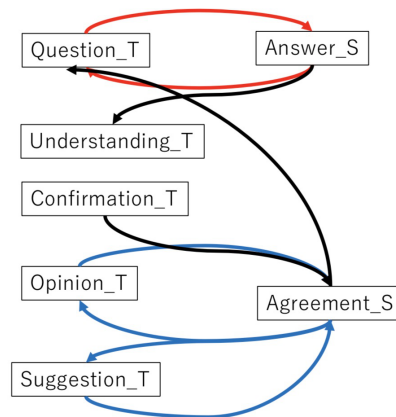 Question_T
Answer_S
Understanding_T
Confirmation_T
Opinion_T
Agreement_S
Suggestion_T